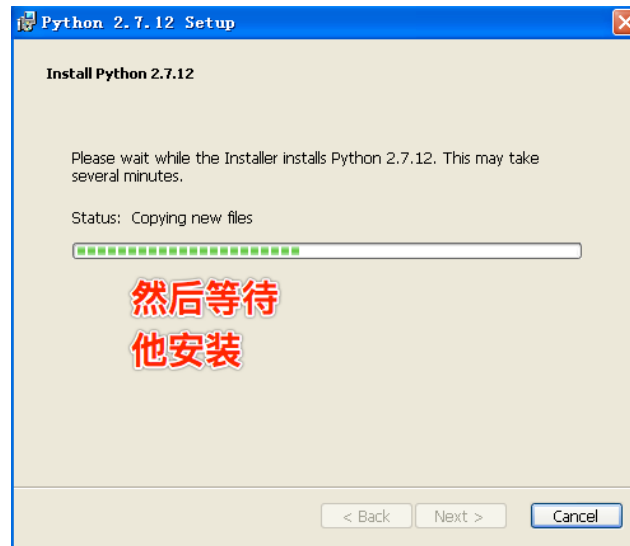 Python 2.7.12 Setup
Install Python 2.7.12
Please wait while the Installer installs Python 2.7.12. This may take
several minutes.
Status: Copying new files
然后等待
他安装
< Back Next > Cancel